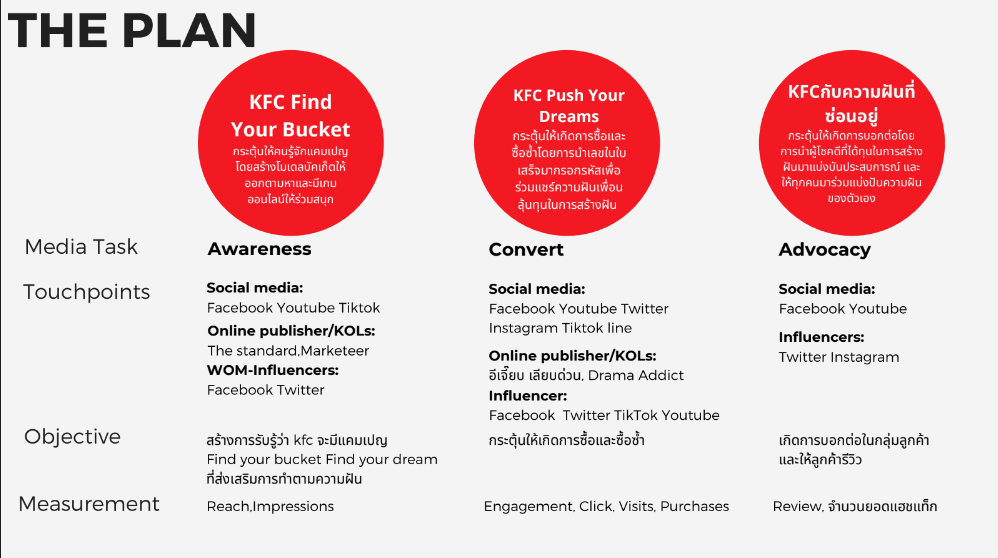 THE PLAN
KFC Find
Your Bucket
กระตุ้นให้คนรู้จักแคมเปญ
โดยสร้างโมเดลบัคเก็ตให้
ออกตามหาและมีเกม
ออนไลน์ให้ร่วมสนุก
KFC Push Your
Dreams
กระตุ้นให้เกิดการซื้อและ
ซื้อซ้ำโดยการนำเลขในใบ
เสร็จมากรอกรหัสเพื่อ
ร่วมแชร์ความฝันเพื่อน
ลุ้นทุนในการสร้างฝัน
KFCกับความฝันที่
ซ่อนอยู่
กระตุ้นให้เกิดการบอกต่อโดย
การนำผู้โชคดีที่ได้ทุนในการสร้าง
ฝันมาแบ่งบันประสบการณ์ และ
ให้ทุกคนมาร่วมแบ่งปันความฝัน
ของตัวเอง
Media Task
Awareness
Convert
Advocacy
Touchpoints
Social media:
Facebook Youtube Tiktok
Online publisher/KOLs:
The standard,Marketeer
WOM-Influencers:
Facebook Twitter
Social media:
Facebook Youtube Twitter
Instagram Tiktok line
Online publisher/KOLs:
อีเจี๊ยบ เลียบด่วน, Drama Addict
Influencer:
Facebook Twitter TikTok Youtube
Social media:
Facebook Youtube
Influencers:
Twitter Instagram
Objective
สร้างการรับรู้ว่า kfc จะมีแคมเปญ
Find your bucket Find your dream
ที่ส่งเสริมการทำตามความฝัน
กระตุ้นให้เกิดการซื้อและซื้อซ้ำ
เกิดการบอกต่อในกลุ่มลูกค้า
และให้ลูกค้ารีวิว
Measurement
Reach,Impressions
Engagement, Click, Visits, Purchases
Review, จำนวนยอดแฮชแท็ก